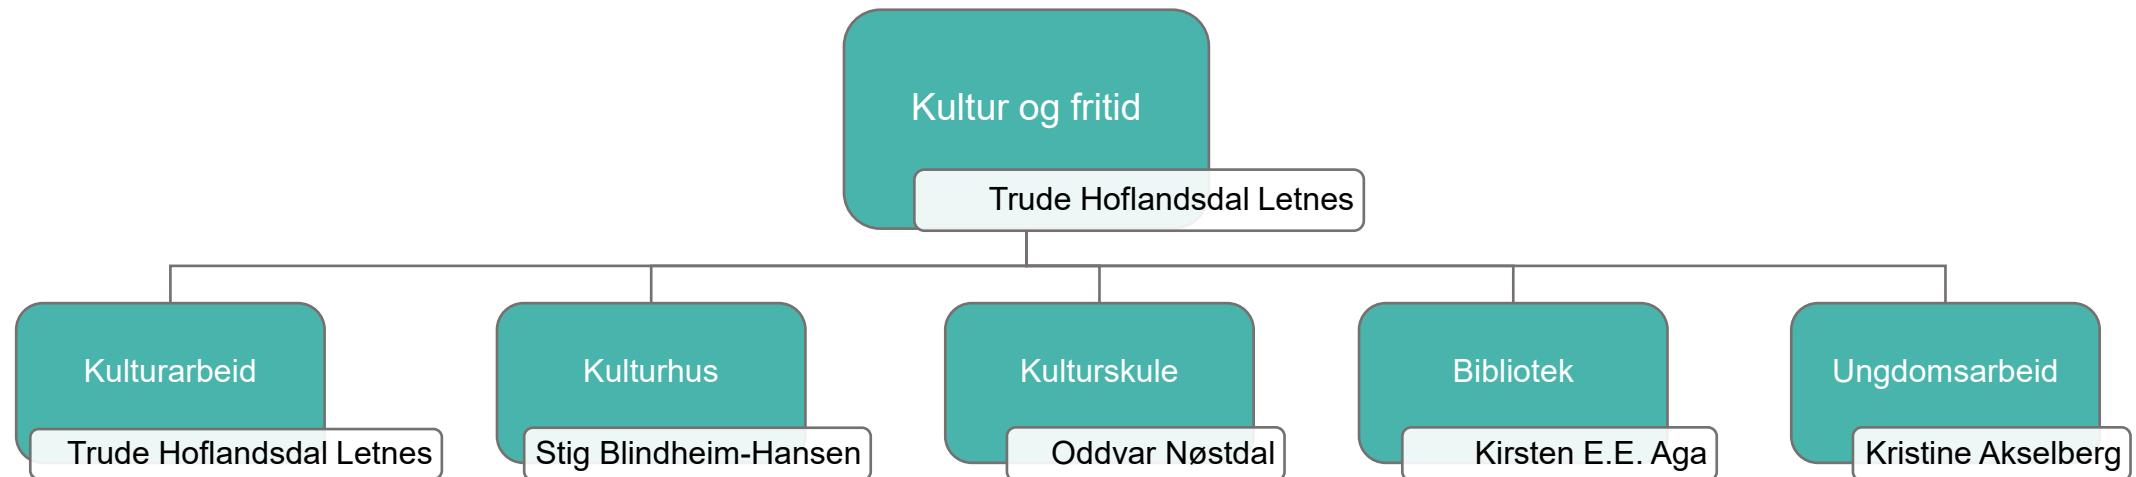 Kultur og fritid
Trude Hoflandsdal Letnes
Kulturarbeid
Trude Hoflandsdal Letnes
Kulturhus
Stig Blindheim-Hansen
Kulturskule
Oddvar Nøstdal
Bibliotek
Kirsten E.E. Aga
Ungdomsarbeid
Kristine Akselberg